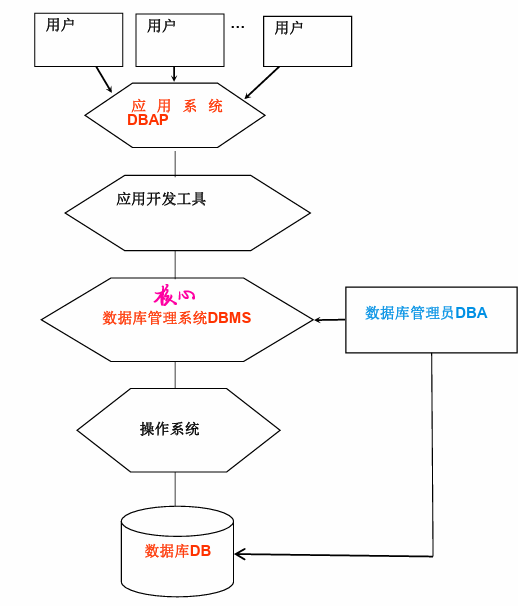 用户
用户
…
用户
应用系统
DBAP
应用开发工具
核心
数据库管理系统DBMS
数据库管理员DBA
操作系统
数据库DB